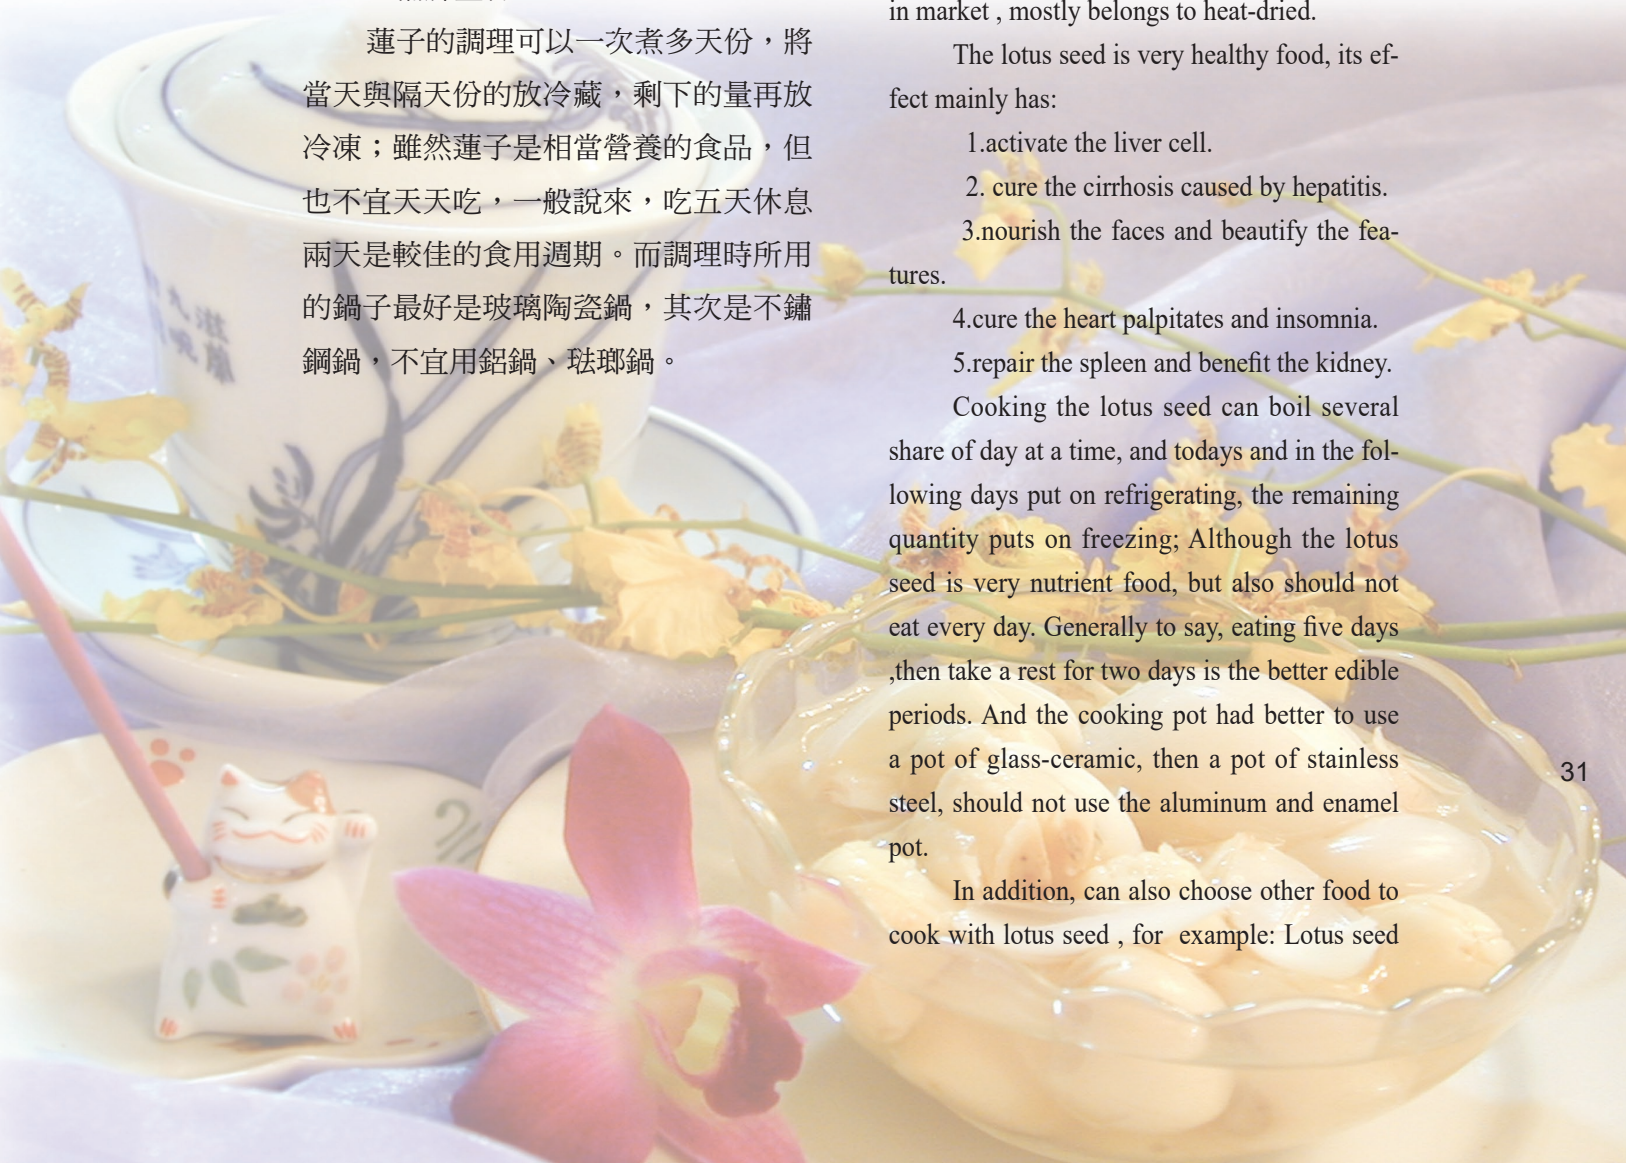 蓮子的調理可以一次煮多天份，將
當天與隔天份的放冷藏，剩下的量再放
冷凍；雖然蓮子是相當營養的食品，但
也不宜天天吃，一般說來，吃五天休息
兩天是較佳的食用週期。而調理時所用
的鍋子最好是玻璃陶瓷鍋，其次是不鏽
鋼鍋，不宜用鋁鍋、琺瑯鍋。
in market , mostly belongs to heat-dried.
The lotus seed is very healthy food, its ef-
fect mainly has:
1.activate the liver cell.
2. cure the cirrhosis caused by hepatitis.
3.nourish the faces and beautify the fea-
tures.
4.cure the heart palpitates and insomnia.
5.repair the spleen and benefit the kidney.
Cooking the lotus seed can boil several
share of day at a time, and todays and in the fol-
lowing days put on refrigerating, the remaining
quantity puts on freezing; Although the lotus
seed is very nutrient food, but also should not
eat every day. Generally to say, eating five days
,then take a rest for two days is the better edible
periods. And the cooking pot had better to use
a pot of glass-ceramic, then a pot of stainless
steel, should not use the aluminum and enamel
pot.
In addition, can also choose other food to
cook with lotus seed , for  example: Lotus seed
31